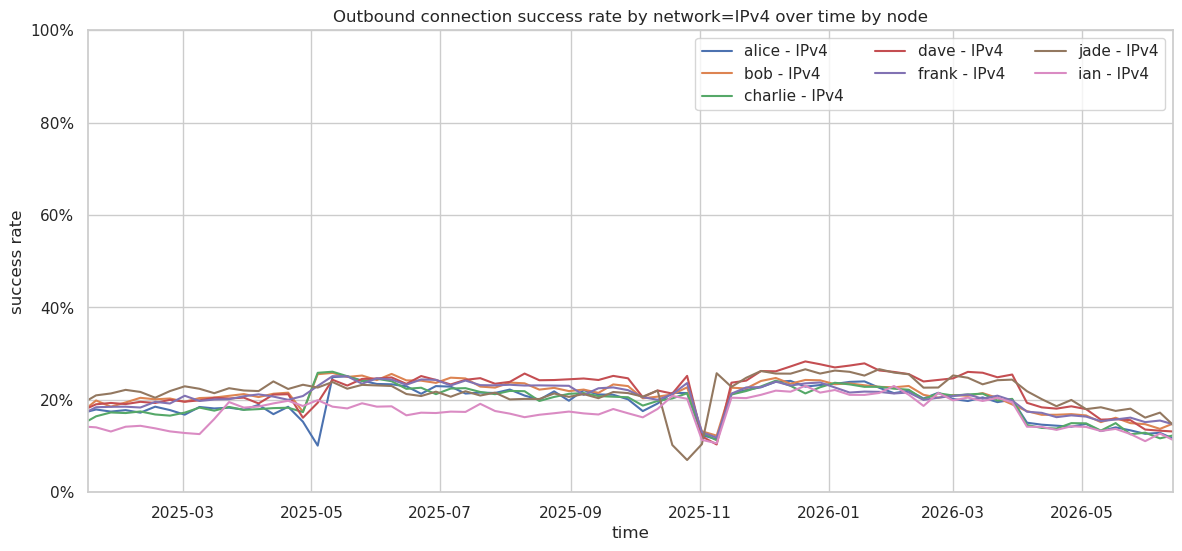 Outbound connection success rate by network=IPv4 over time by node
100%
80%
60%
40%
20%
0%
success rate
alice - IPv4
bob - IPv4
charlie - IPv4
dave - IPv4
frank - IPv4
jade - IPv4
ian - IPv4
2025-03
2025-05
2025-07
2025-09
2025-11
2026-01
2026-03
2026-05
time